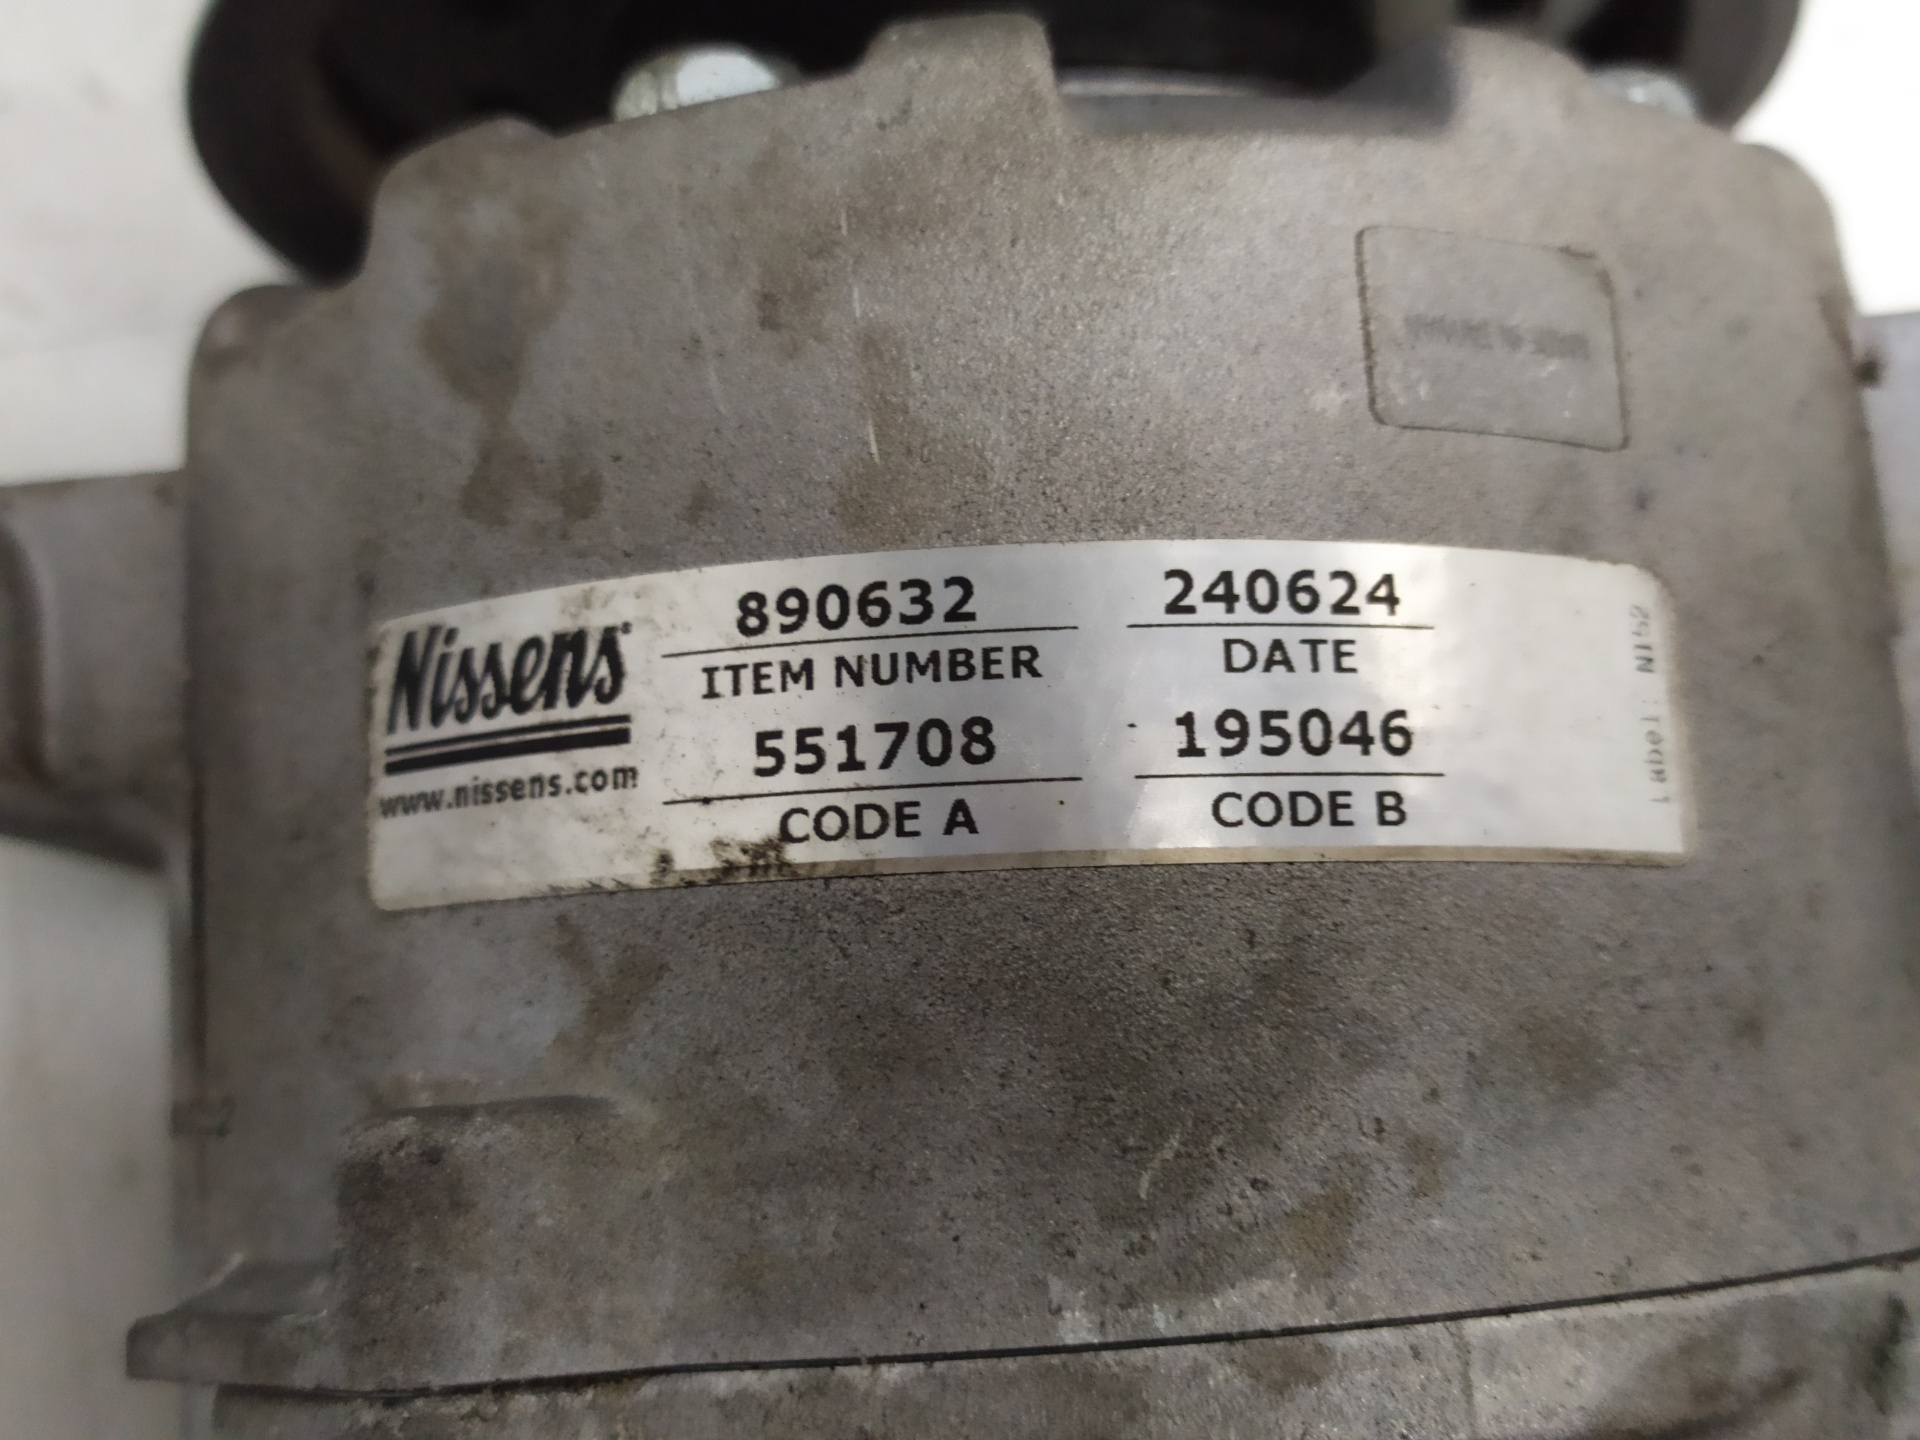 Nissens
www.nissens.com
890632
ITEM NUMBER
551708
CODE A
240624
DATE
195046
CODE B
Label: N152